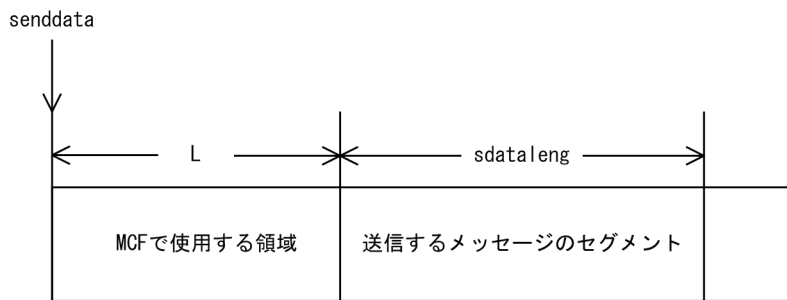 senddata
L
sdataleng
MCFで使用する領域
送信するメッセージのセグメント